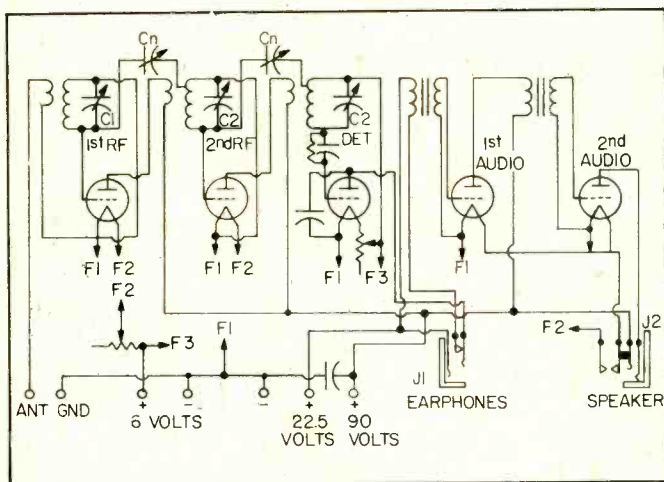 Cn
Cn
C1
C2
C2
DET
1st RF
2nd RF
1st AUDIO
2nd AUDIO
F1
F2
F1
F2
F1
F3
F1
F2
F3
F1
F2
J1
J2
ANT GND
+ 6 VOLTS -
-
+ 22.5 VOLTS
+ 90 VOLTS
EARPHONES
SPEAKER